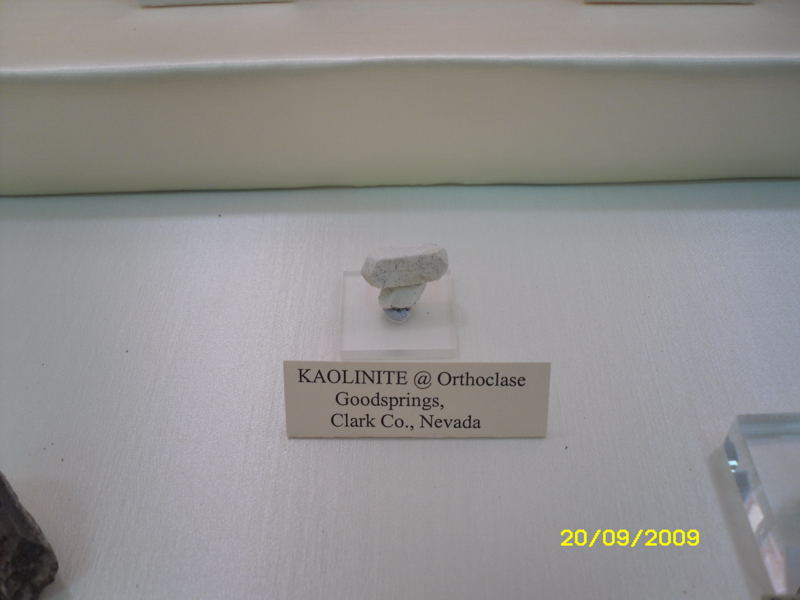 KAOLINITE @ Orthoclase
Goodsprings,
Clark Co., Nevada
20/09/2009